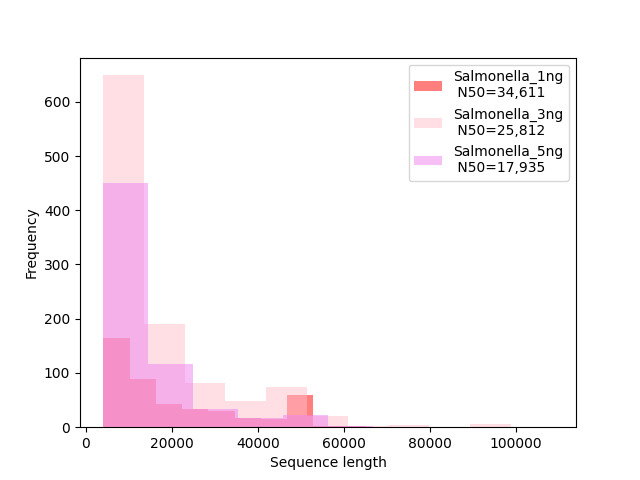 Salmonella_1ng
N50=34,611
Salmonella_3ng
N50=25,812
Salmonella_5ng
N50=17,935
600
500
400
300
200
100
0
Frequency
0 20000 40000 60000 80000 100000
Sequence length